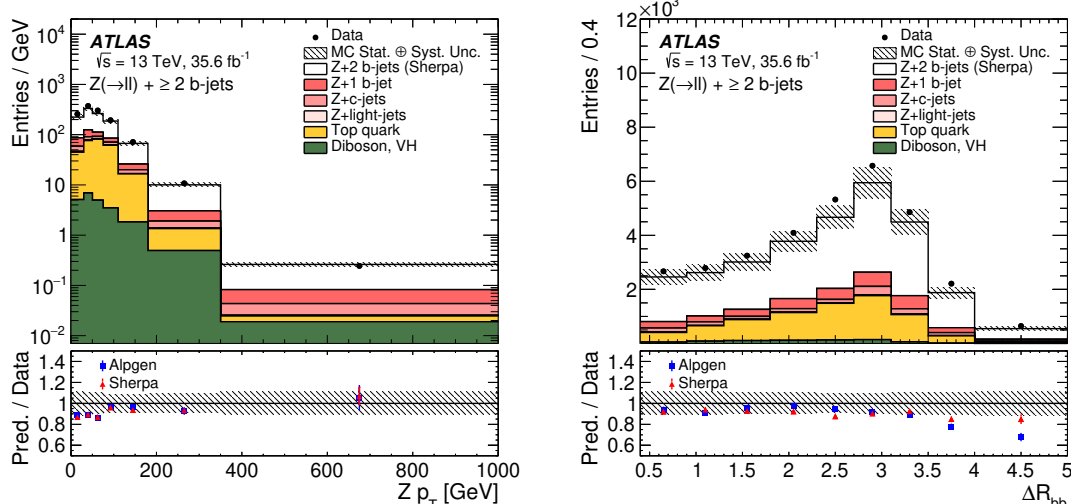 Entries / GeV
10⁴
10³
10²
10
1
10⁻¹
10⁻²
ATLAS
√s = 13 TeV, 35.6 fb⁻¹
Z(→ll) + ≥ 2 b-jets
Data
MC Stat. ⊕ Syst. Unc.
Z+2 b-jets (Sherpa)
Z+1 b-jet
Z+c-jets
Z+light-jets
Top quark
Diboson, VH
Pred. / Data
1.4
1.2
1
0.8
0.6
Alpgen
Sherpa
0 200 400 600 800 1000
Z p_T [GeV]
Entries / 0.4
12 ×10³
10
8
6
4
2
ATLAS
√s = 13 TeV, 35.6 fb⁻¹
Z(→ll) + ≥ 2 b-jets
Data
MC Stat. ⊕ Syst. Unc.
Z+2 b-jets (Sherpa)
Z+1 b-jet
Z+c-jets
Z+light-jets
Top quark
Diboson, VH
Pred. / Data
1.4
1.2
1
0.8
0.6
Alpgen
Sherpa
0.5 1 1.5 2 2.5 3 3.5 4 4.5 5
ΔR_bb